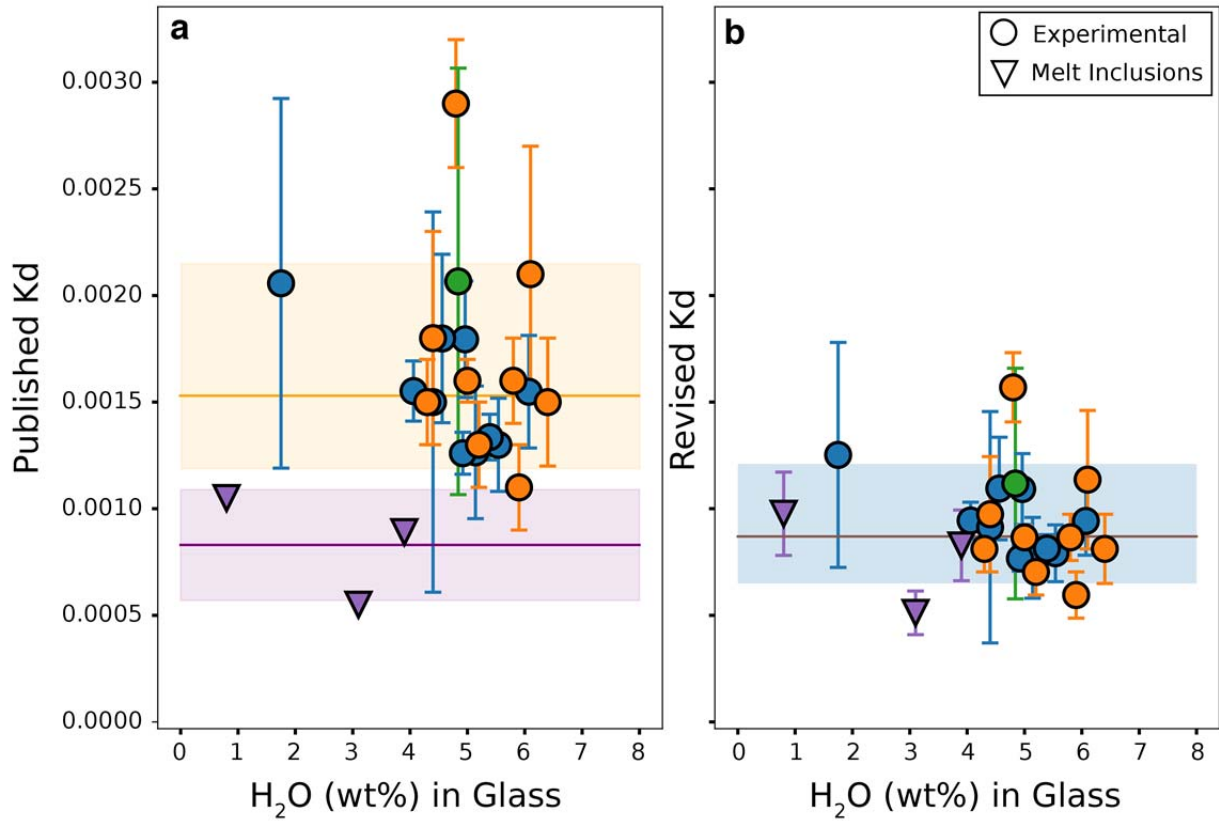 a
Published Kd
0.0030
0.0025
0.0020
0.0015
0.0010
0.0005
0.0000
0 1 2 3 4 5 6 7 8
H₂O (wt%) in Glass
b
Experimental
Melt Inclusions
Revised Kd
0 1 2 3 4 5 6 7 8
H₂O (wt%) in Glass